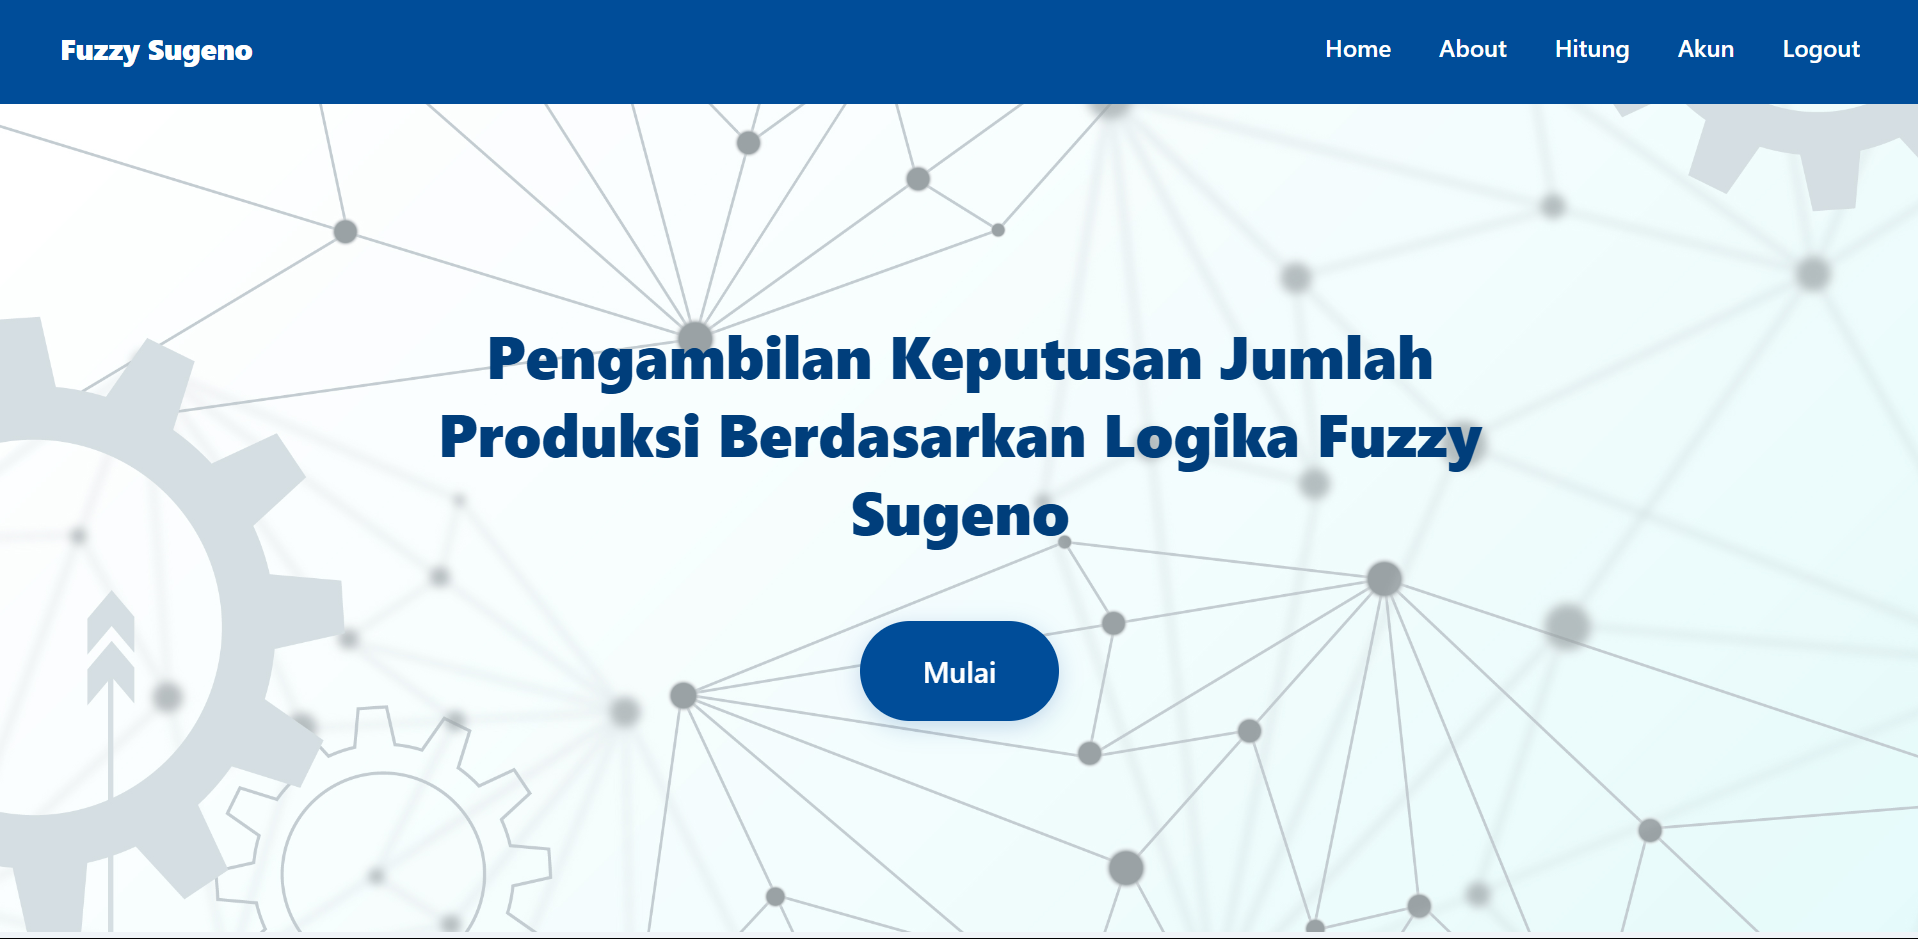 Fuzzy Sugeno
Home About Hitung Akun Logout
Pengambilan Keputusan Jumlah
Produksi Berdasarkan Logika Fuzzy
Sugeno
Mulai